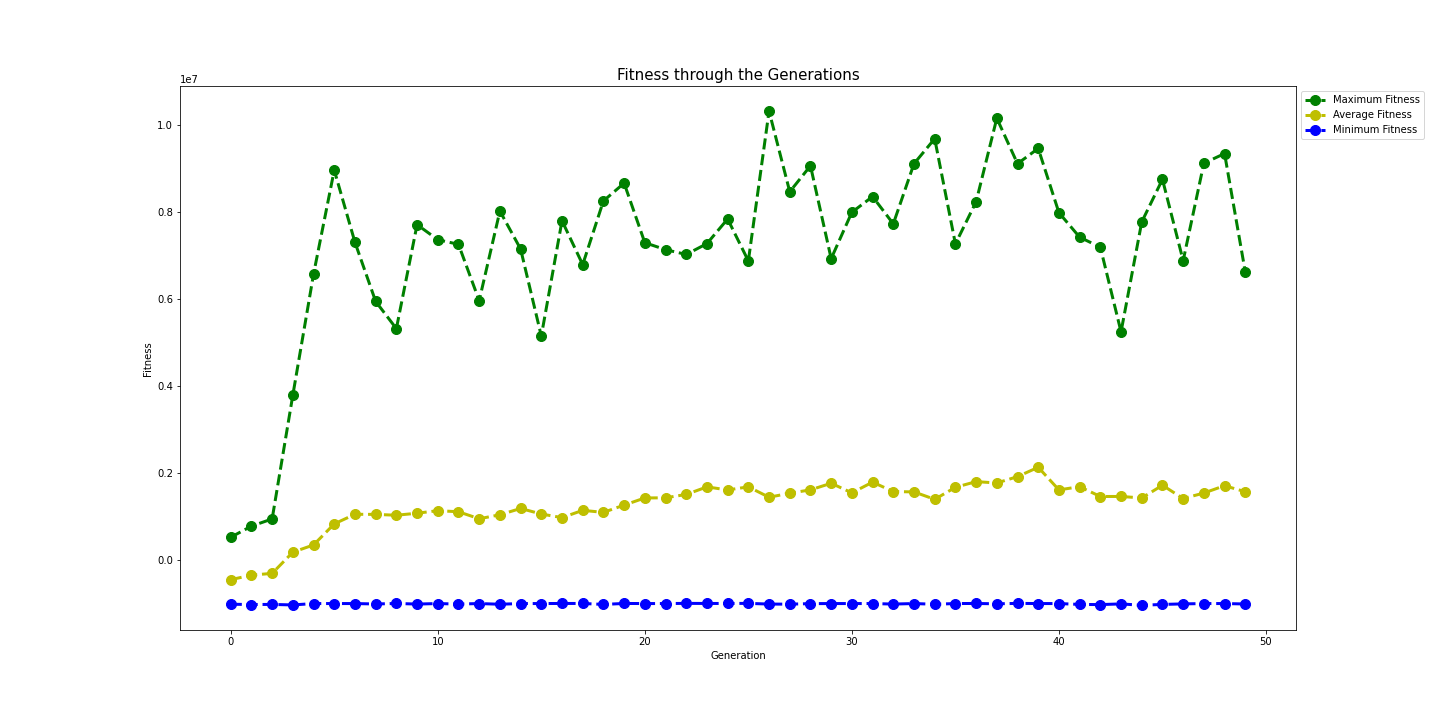 Fitness through the Generations
1e7
Maximum Fitness
Average Fitness
Minimum Fitness
1.0
0.8
0.6
0.4
0.2
0.0
Fitness
0 10 20 30 40 50
Generation